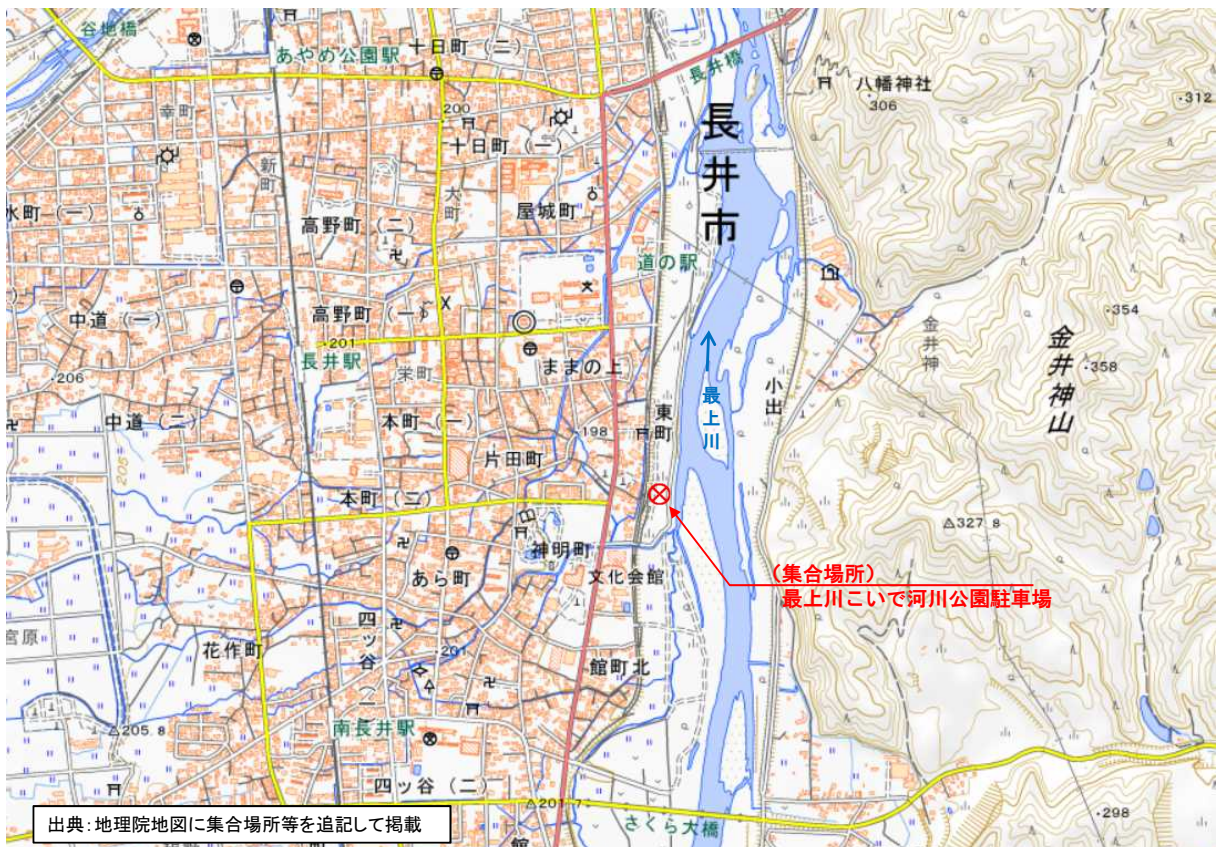 谷地橋
あやめ公園駅
十日町(二)
長井橋
八幡神社
306
312
幸町
200
新町
十日町(一)
長井市
大町
水町(一)
高野町(二)
屋城町
道の駅
中道(一)
高野町(一)
201
長井駅
栄町
ままの上
206
中道(二)
本町(一)
198
片田町
東町
最上川
小出
金井神
354
358
金井神山
205
本町(二)
神明町
327.8
(集合場所)
最上川こいで河川公園駐車場
あら町
文化会館
宮原
花作町
四ツ谷(一)
201
館町北
205.8
南長井駅
四ツ谷(二)
201.7
さくら大橋
298
館
出典:地理院地図に集合場所等を追記して掲載